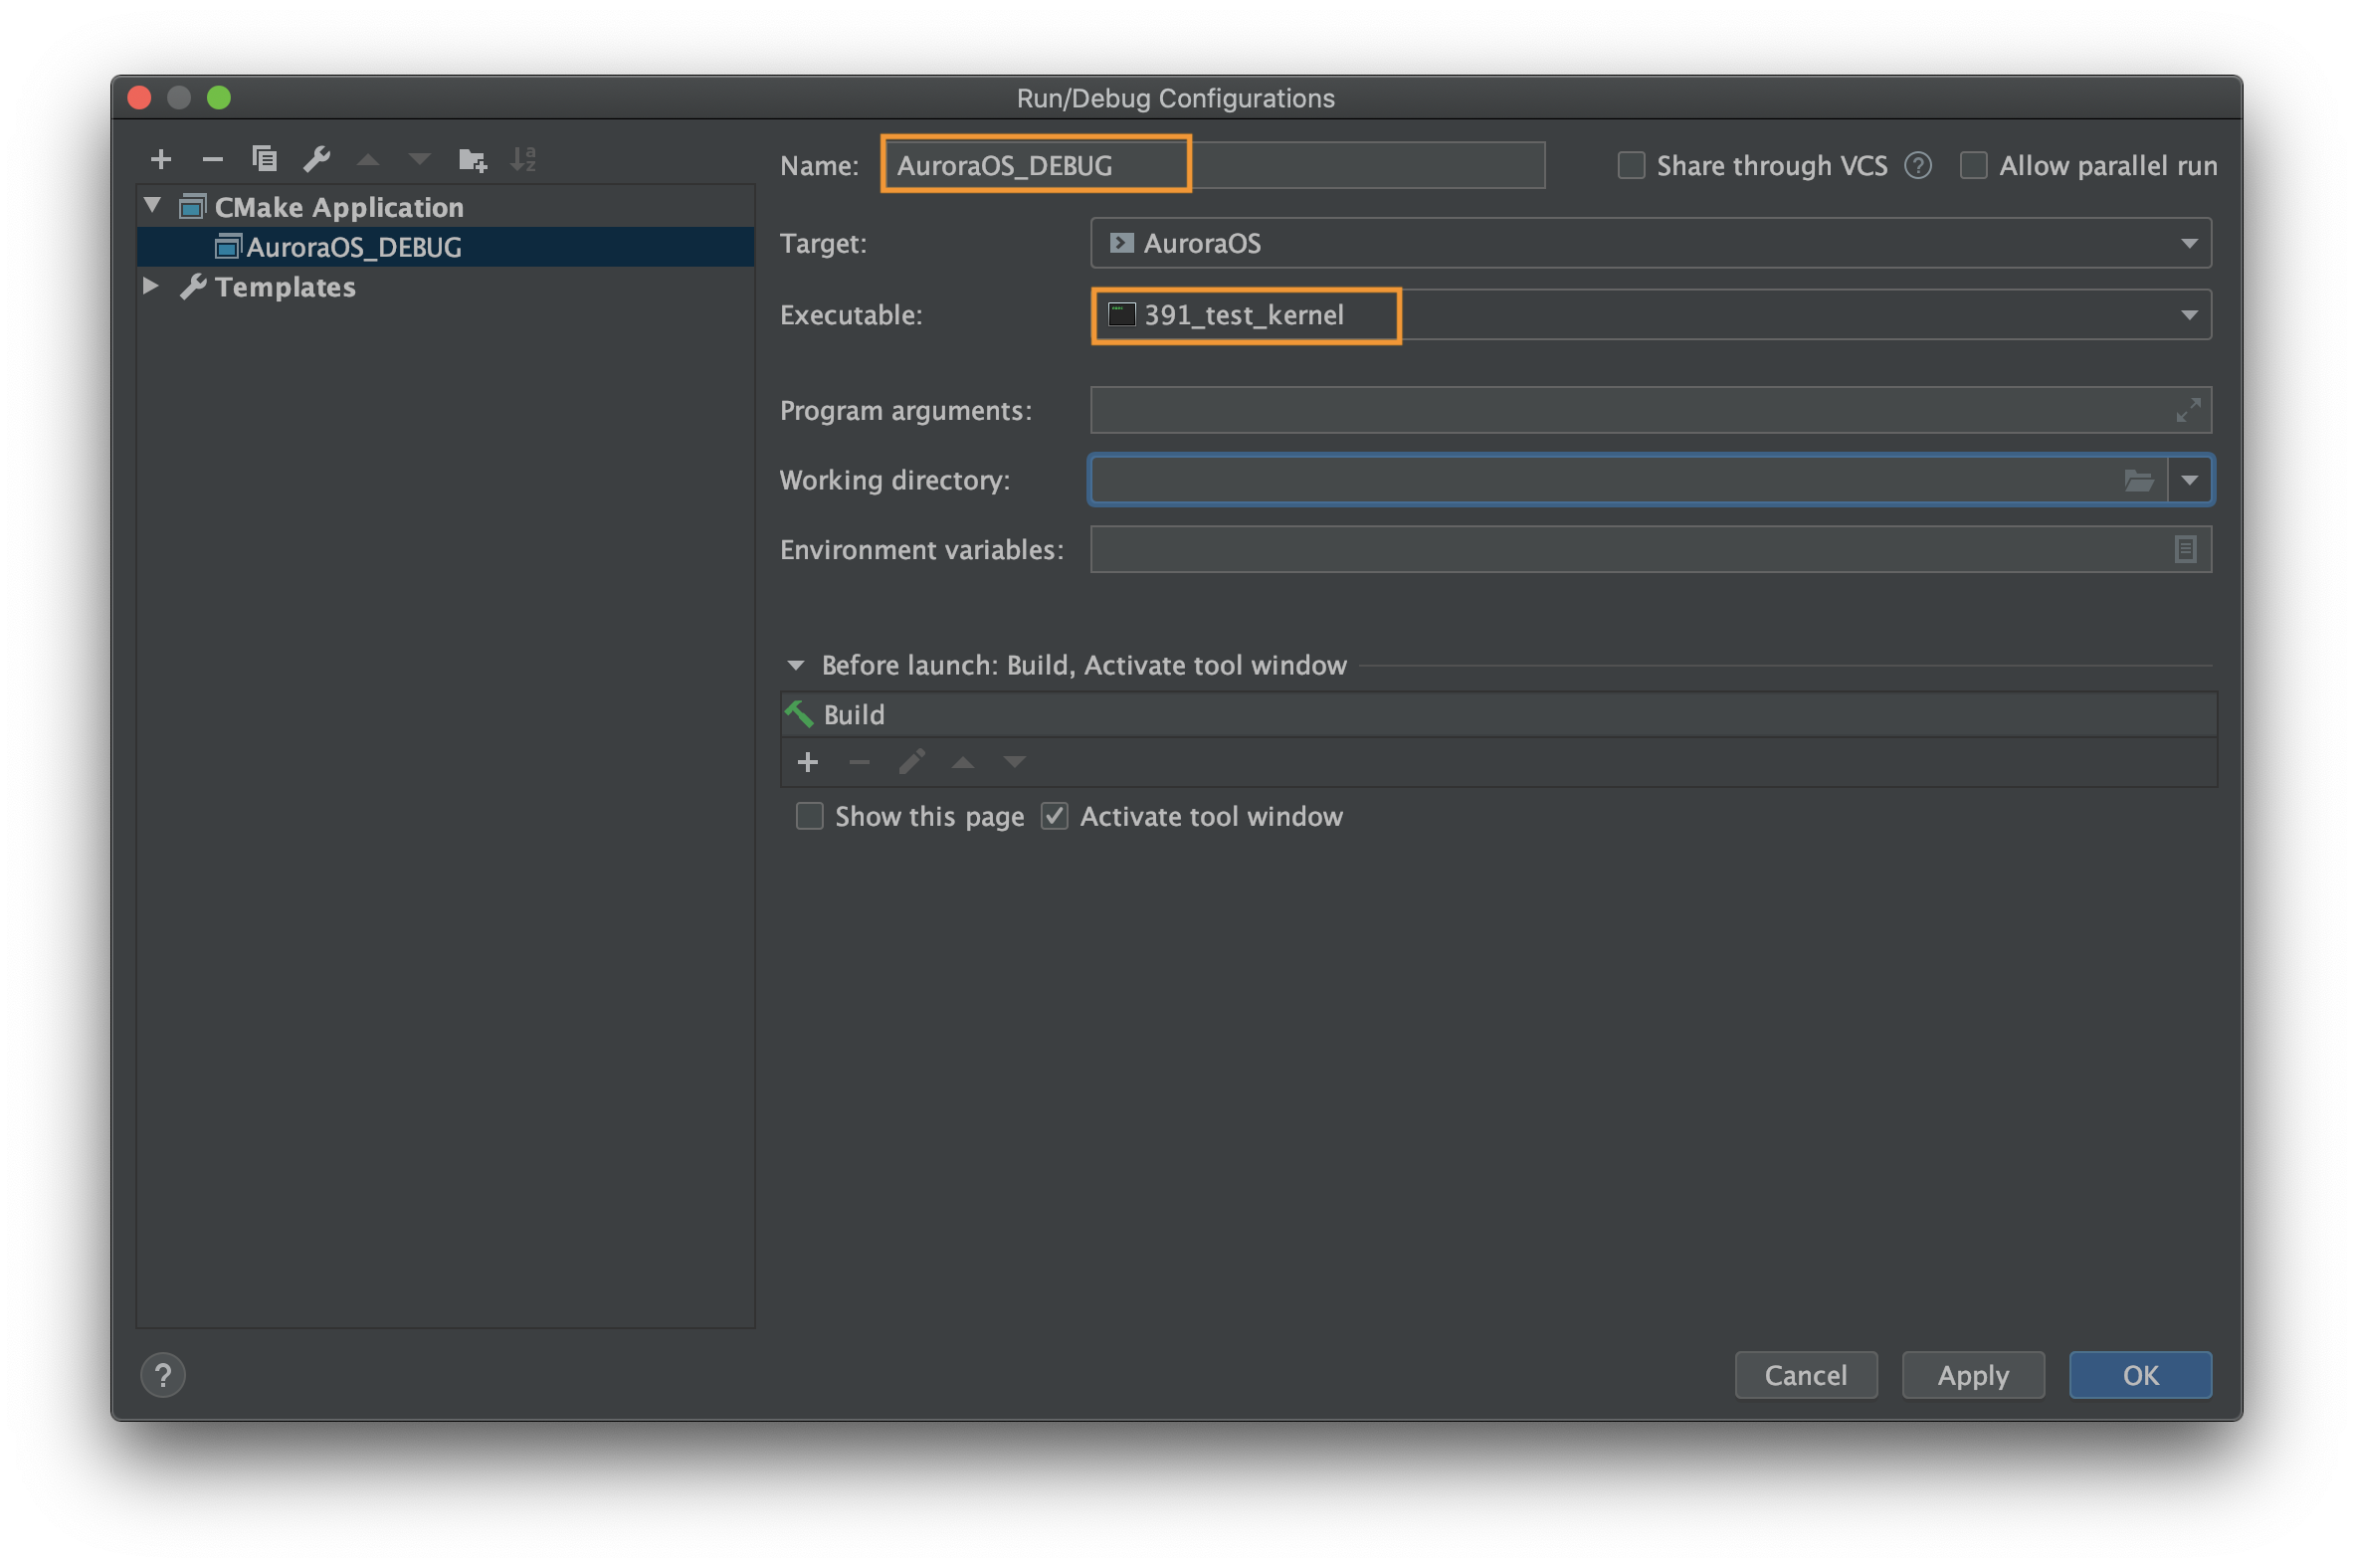 Run/Debug Configurations
Name: AuroraOS_DEBUG
Share through VCS ?
Allow parallel run
CMake Application
AuroraOS_DEBUG
Templates
Target: AuroraOS
Executable: 391_test_kernel
Program arguments:
Working directory:
Environment variables:
Before launch: Build, Activate tool window
Build
Show this page
Activate tool window
?
Cancel
Apply
OK